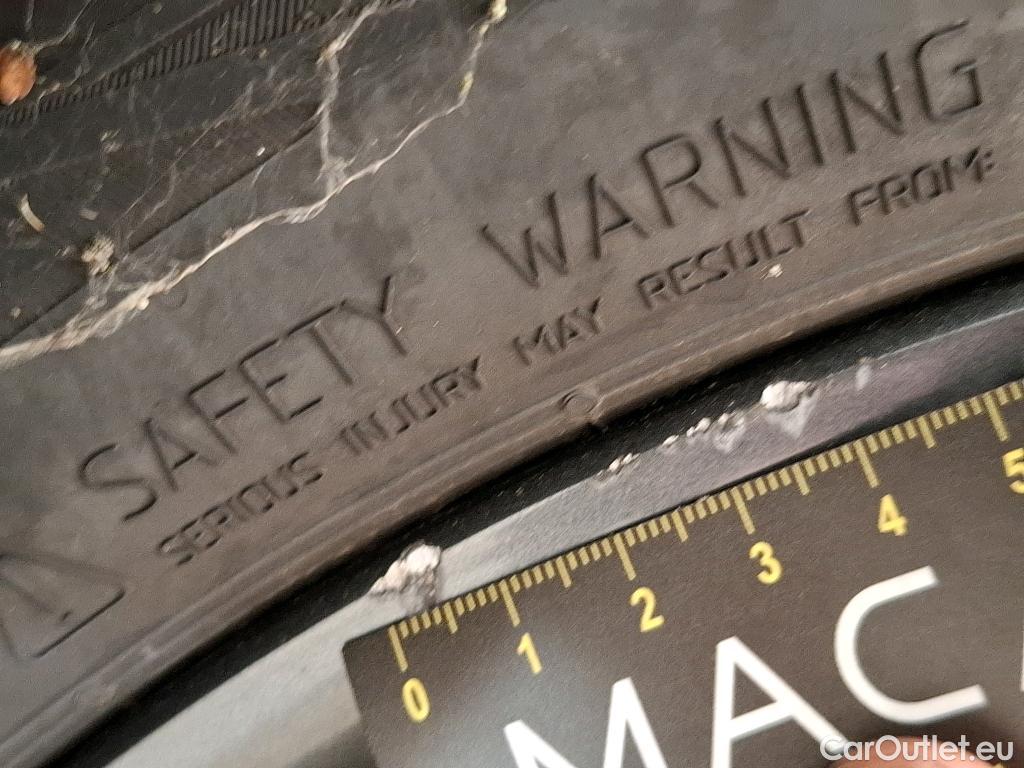 SAFETY WARNING
SERIOUS INJURY MAY RESULT FROM:
0 1 2 3 4 5
MAC
CarOutlet.eu